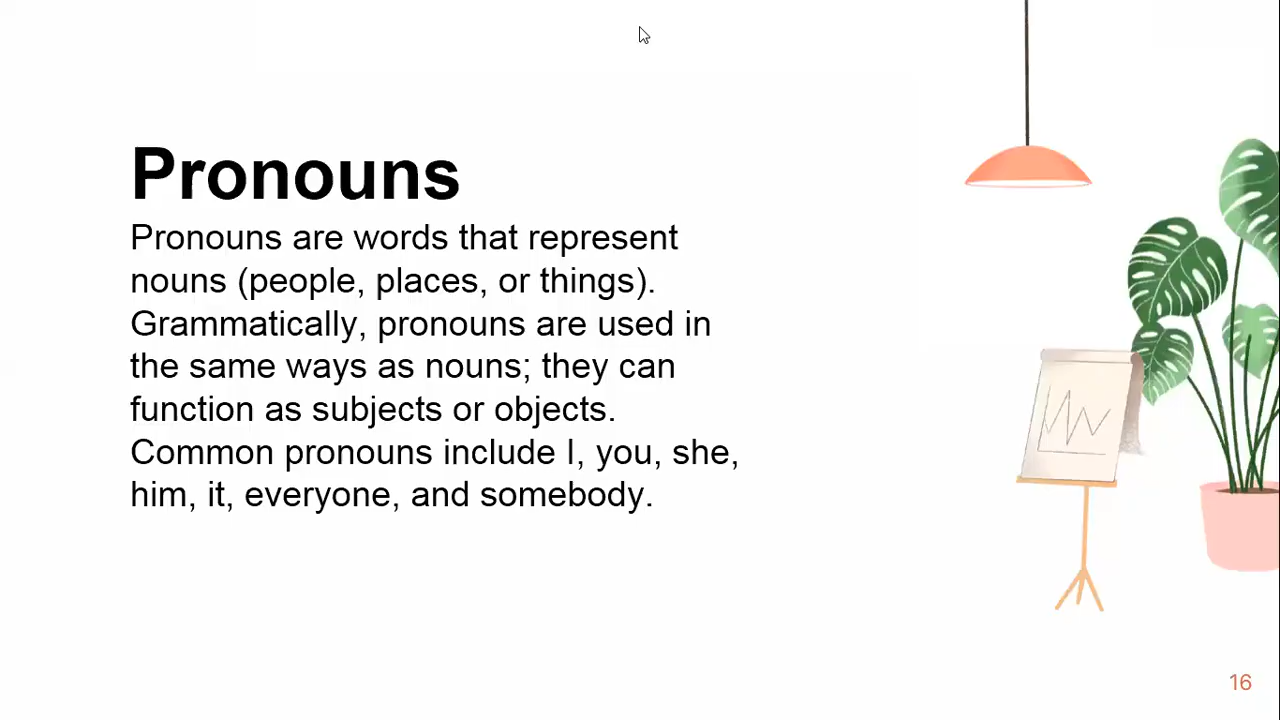 Pronouns
Pronouns are words that represent
nouns (people, places, or things).
Grammatically, pronouns are used in
the same ways as nouns; they can
function as subjects or objects.
Common pronouns include I, you, she,
him, it, everyone, and somebody.
16